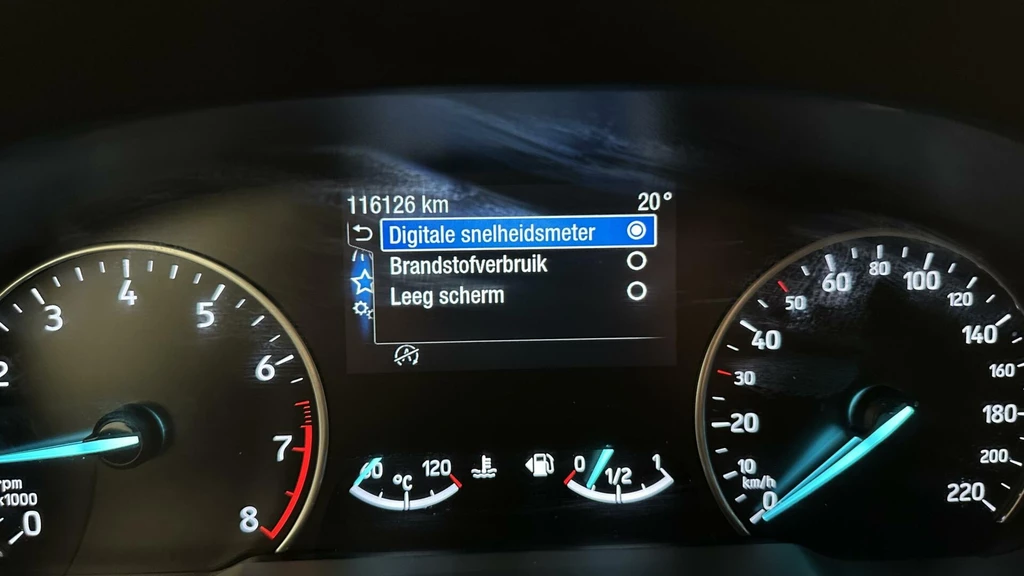 116126 km 20°
Digitale snelheidsmeter
Brandstofverbruik
Leeg scherm
2 3 4 5 6 7 8
rpm
x1000
0
60 °C 120
0 1/2 1
0 10 20 30 40 50 60 80 100 120 140 160 180 200 220
km/h